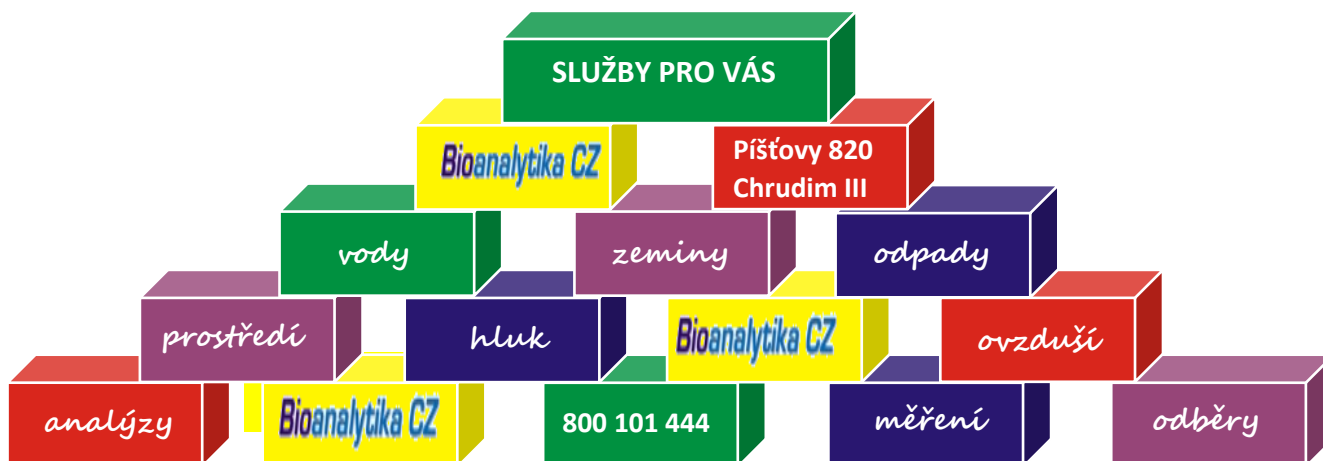 SLUŽBY PRO VÁS
Bioanalytika CZ
Píšťovy 820
Chrudim III
vody
zeminy
odpady
prostředí
hluk
Bioanalytika CZ
ovzduší
analýzy
Bioanalytika CZ
800 101 444
měření
odběry